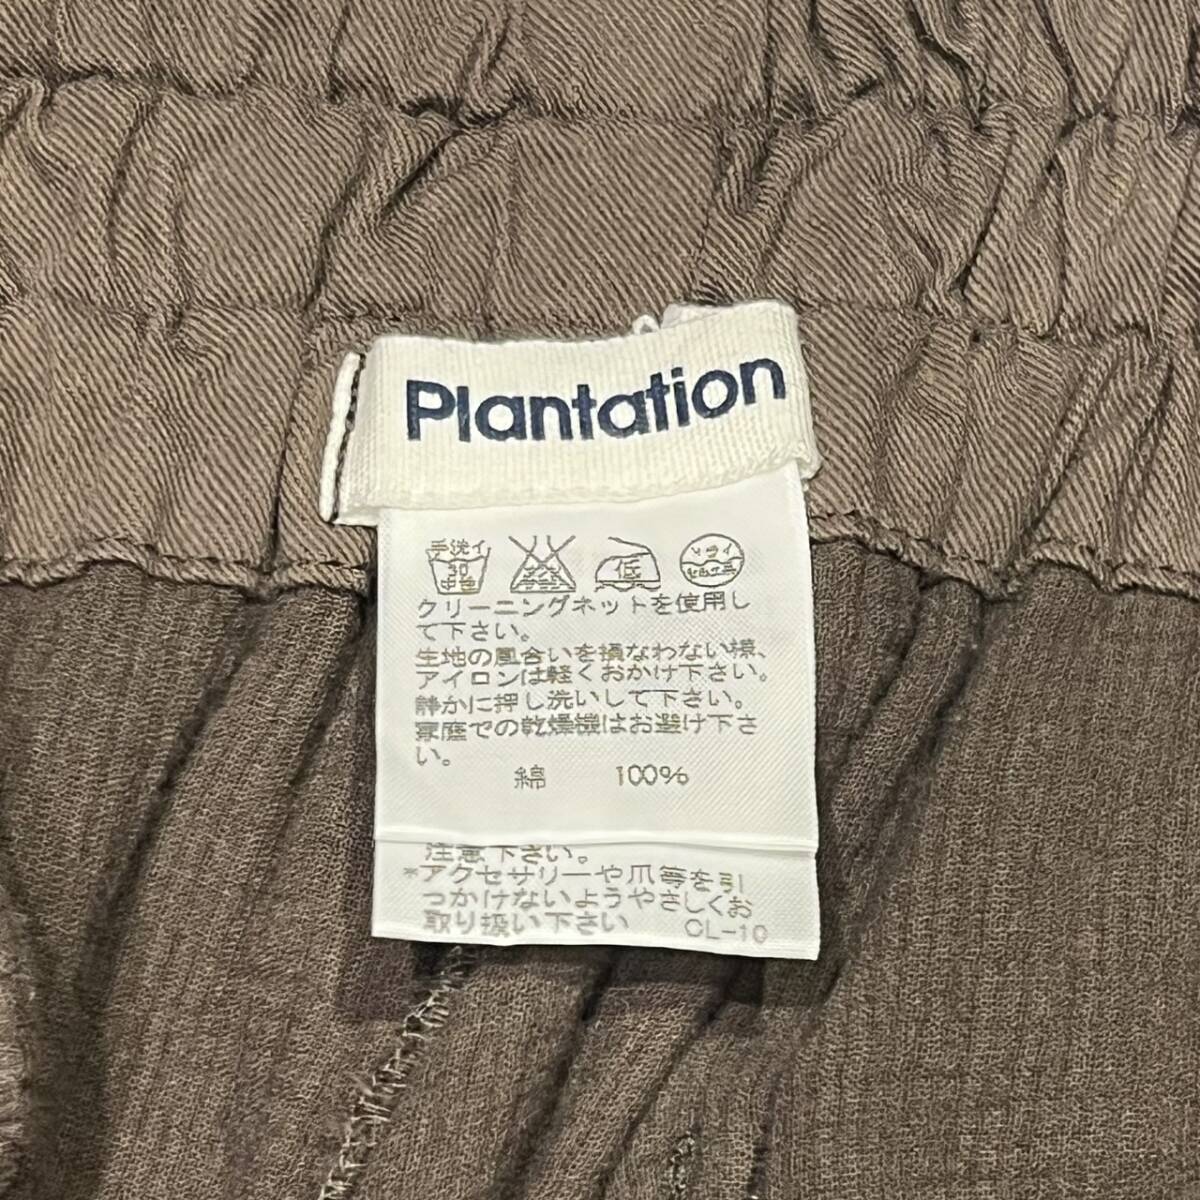 Plantation
手洗イ
30
中性
低
ドライ
セキユ系
クリーニングネットを使用し
て下さい。
生地の風合いを損なわない様、
アイロンは軽くおかけ下さい。
静かに押し洗いして下さい。
家庭での乾燥機はお避け下さ
い。
綿 100%
注意下さい。
*アクセサリーや爪等を引
っかけないようやさしくお
取り扱い下さい CL-10